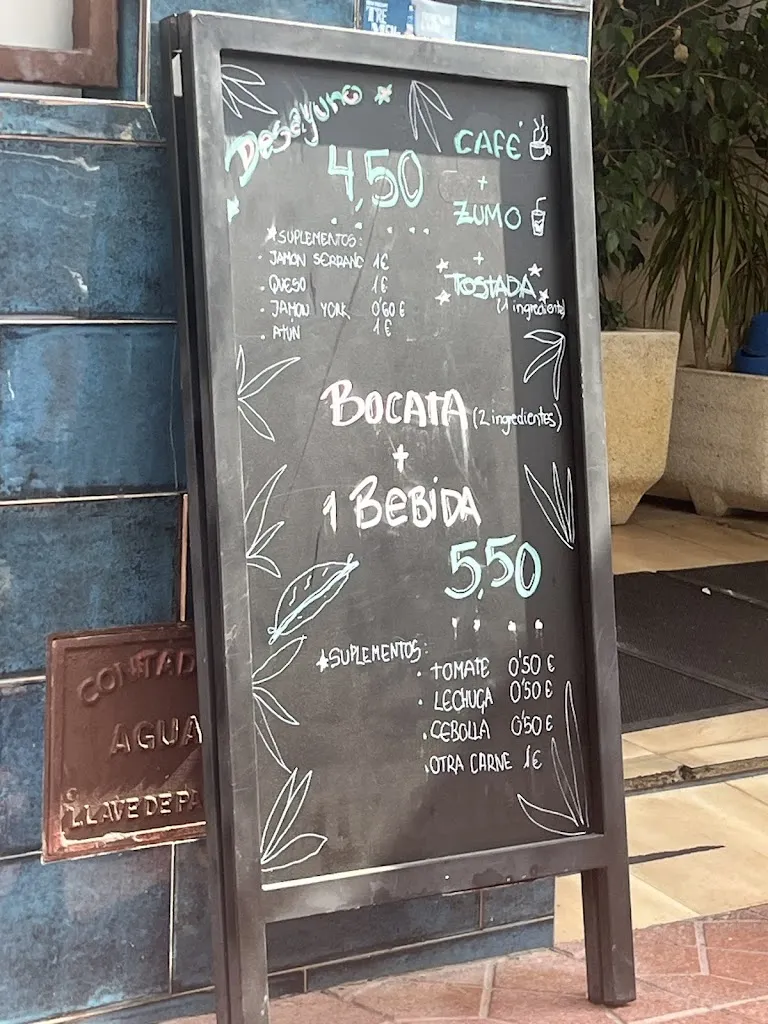 Desayuno
4,50
CAFÉ
+
ZUMO
+
TOSTADA
(1 ingrediente)
SUPLEMENTOS:
· JAMON SERRANO 1€
· QUESO 1€
· JAMON YORK 0'60 €
· ATÚN 1€
BOCATA (2 ingredientes)
+
1 BEBIDA
5,50
SUPLEMENTOS:
· TOMATE 0'50 €
· LECHUGA 0'50 €
· CEBOLLA 0'50 €
· OTRA CARNE 1€
CONTAD
AGUA
LLAVE DE PA